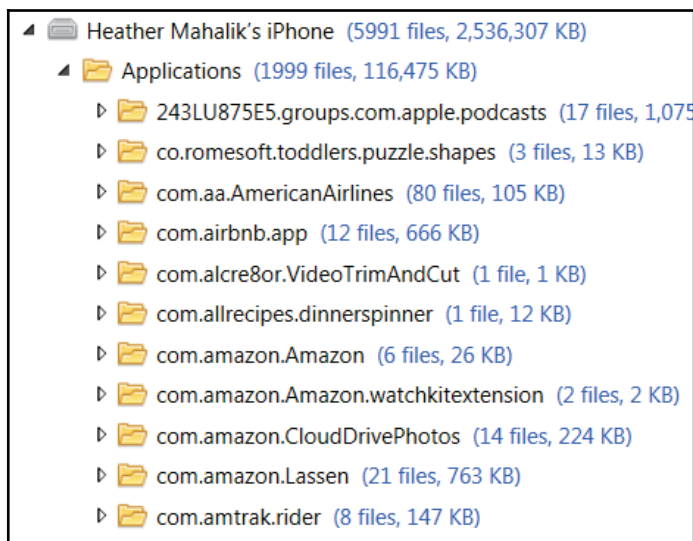 Heather Mahalik's iPhone (5991 files, 2,536,307 KB)
Applications (1999 files, 116,475 KB)
243LU875E5.groups.com.apple.podcasts (17 files, 1,075
co.romesoft.toddlers.puzzle.shapes (3 files, 13 KB)
com.aa.AmericanAirlines (80 files, 105 KB)
com.airbnb.app (12 files, 666 KB)
com.alcre8or.VideoTrimAndCut (1 file, 1 KB)
com.allrecipes.dinnerspinner (1 file, 12 KB)
com.amazon.Amazon (6 files, 26 KB)
com.amazon.Amazon.watchkitextension (2 files, 2 KB)
com.amazon.CloudDrivePhotos (14 files, 224 KB)
com.amazon.Lassen (21 files, 763 KB)
com.amtrak.rider (8 files, 147 KB)